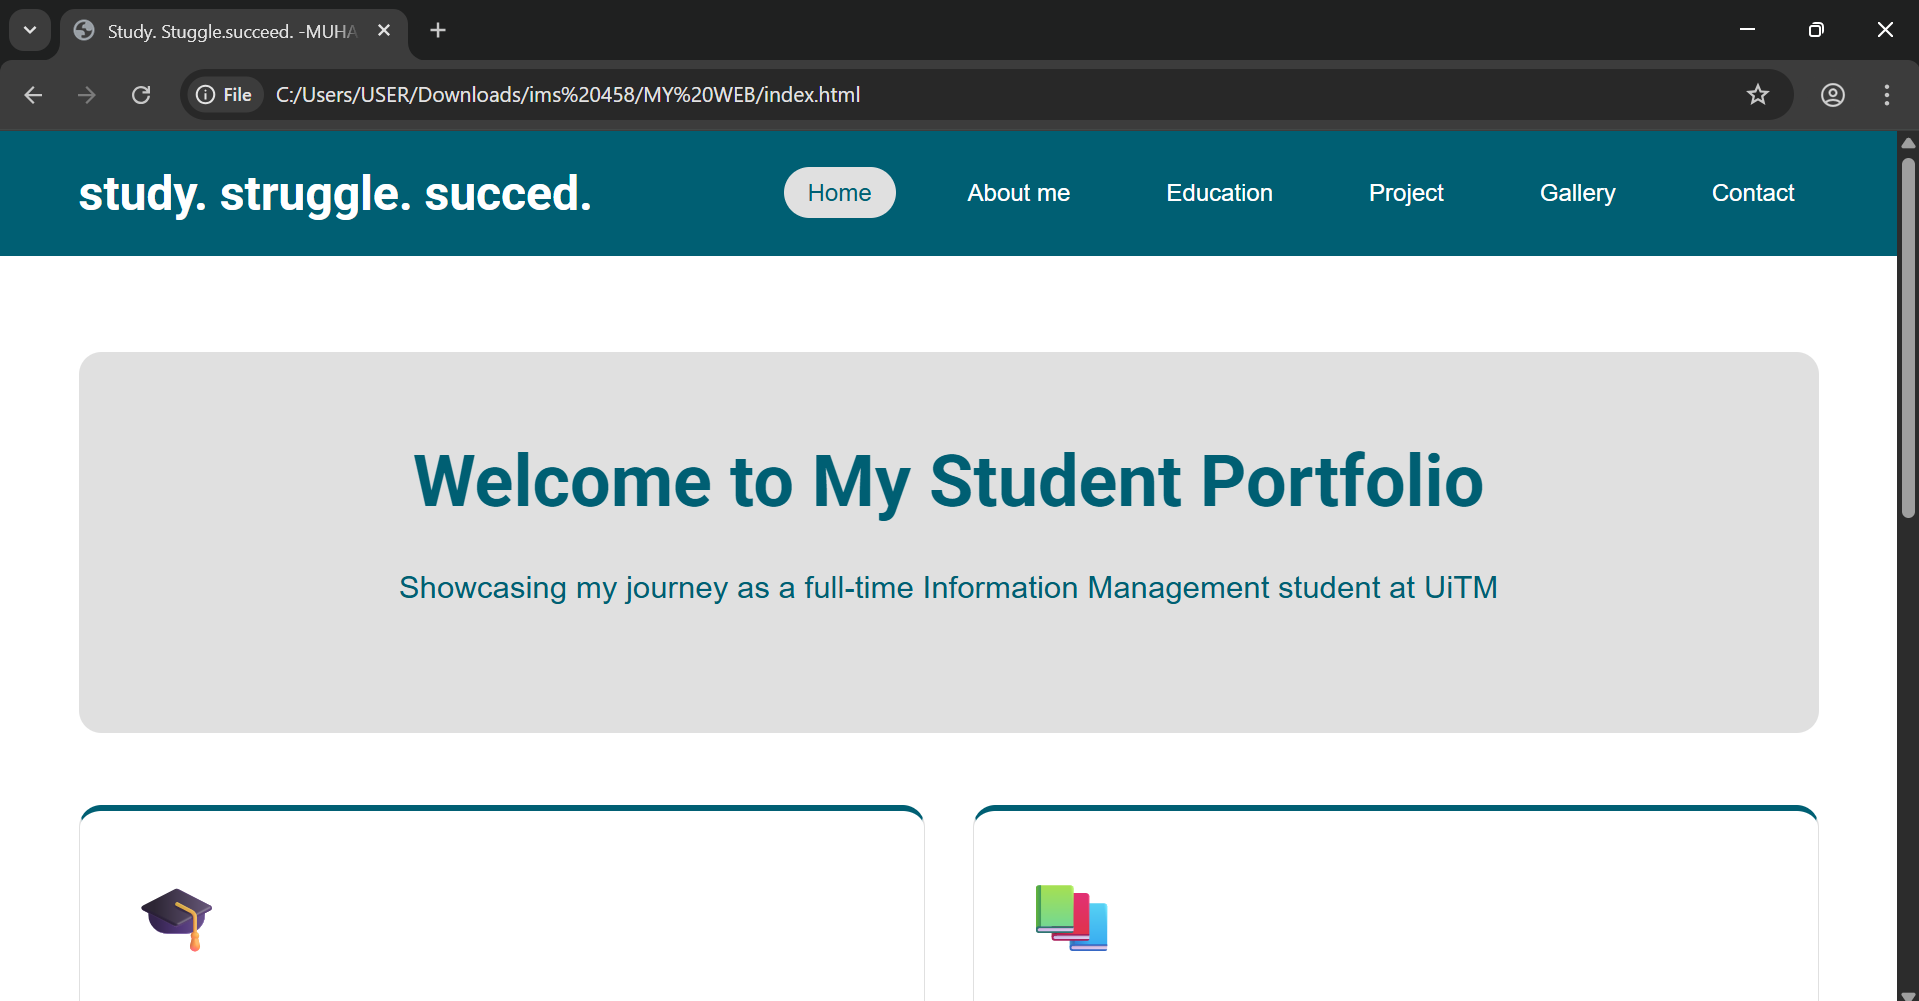 Study. Stuggle.succeed. -MUHA
File
C:/Users/USER/Downloads/ims%20458/MY%20WEB/index.html
study. struggle. succed.
Home
About me
Education
Project
Gallery
Contact
Welcome to My Student Portfolio
Showcasing my journey as a full-time Information Management student at UiTM